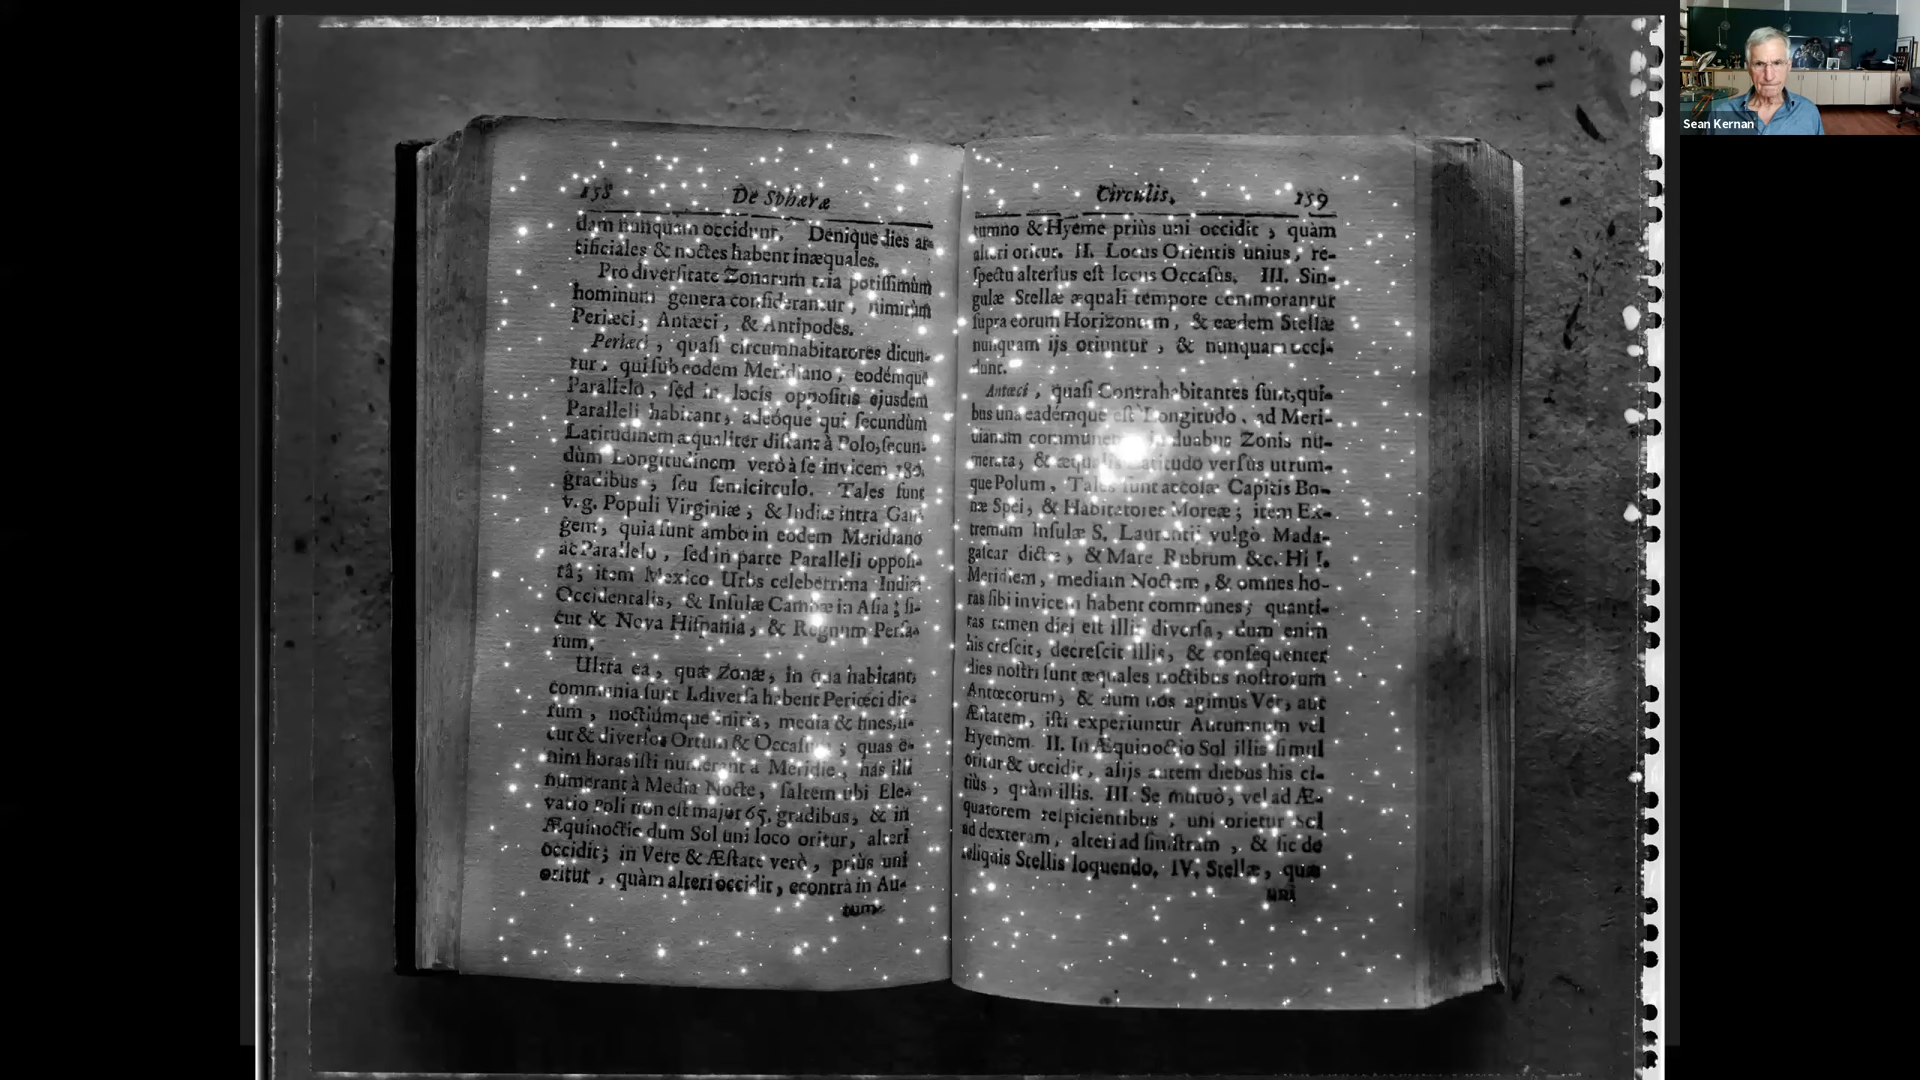 158 De Sphæræ
dam nunquam occidunt. Denique dies ar-
tificiales & noctes habent inæquales.
Pro diversitate Zonarum tria potissimùm
hominum genera considerantur, nimirùm
Periæci, Antæci, & Antipodes.
Periæci, quasi circumhabitatores dicun-
tur, qui sub eodem Meridiano, eodémque
Parallelo, sed in locis oppositis ejusdem
Paralleli habitant, adeóque qui secundùm
Latitudinem æqualiter distant à Polo, secun-
dùm Longitudinem verò à se invicem 180.
gradibus, seu semicirculo. Tales sunt
v. g. Populi Virginiæ, & Indiæ intra Gan-
gem, quia sunt ambo in eodem Meridiano
ac Parallelo, sed in parte Paralleli opposi-
tâ; item Mexico Urbs celeberrima Indiæ
Occidentalis, & Insulæ in Asia; si-
cut & Nova Hispania, & Regnum Persa-
rum.
Ultra ea, quæ Zonæ, in qua habitant,
communia sunt diversa habent Periœci die-
rum, noctiúmque initia, media & fines, si-
cut & diversos Ortum & Occasum; quas e-
nim horas isti numerant à Meridie, has illi
numerant à Media Nocte, saltem ubi Ele-
vatio Poli non est major 65. gradibus, & in
Æquinoctio dum Sol uni loco oritur, alteri
occidit; in Vere & Æstate verò, priùs uni
oritur, quàm alteri occidit, econtrà in Au-
tum-
Circulis. 159
tumno & Hyeme priùs uni occidit, quàm
alteri oritur. II. Locus Orientis unius, re-
spectu alterius est locus Occasus. III. Sin-
gulæ Stellæ æquali tempore commorantur
supra eorum Horizontem, & eædem Stellæ
nunquam ijs oriuntur, & nunquam occi-
dunt.
Antæci, quasi Contrahabitantes sunt, qui-
bus una eadémque est Longitudo, ad Meri-
dianum communem in duabus Zonis nu-
merata, & æqualis Latitudo versùs utrum-
que Polum. Tales sunt accolæ Capitis Bo-
næ Spei, & Habitatores Moreæ; item Ex-
tremum Insulæ S. Laurentij vulgò Mada-
gascar dictæ, & Mare Rubrum &c. Hi I.
Meridiem, mediam Noctem, & omnes ho-
ras sibi invicem habent communes; quanti-
tas tamen diei est illis diversa, dum enim
his crescit, decrescit illis, & consequenter
dies nostri sunt æquales noctibus nostrorum
Antœcorum, & dum nos agimus Ver, aut
Æstatem, isti experiuntur Autumnum vel
Hyemem. II. In Æquinoctio Sol illis simul
oritur & occidit, alijs autem diebus his ci-
tiùs, quàm illis. III. Se mutuò, vel ad Æ-
quatorem respicientibus, uni orietur Sol
ad dexteram, alteri ad sinistram, & sic de
reliquis Stellis loquendo. IV. Stellæ, quæ
uni
Sean Kernan